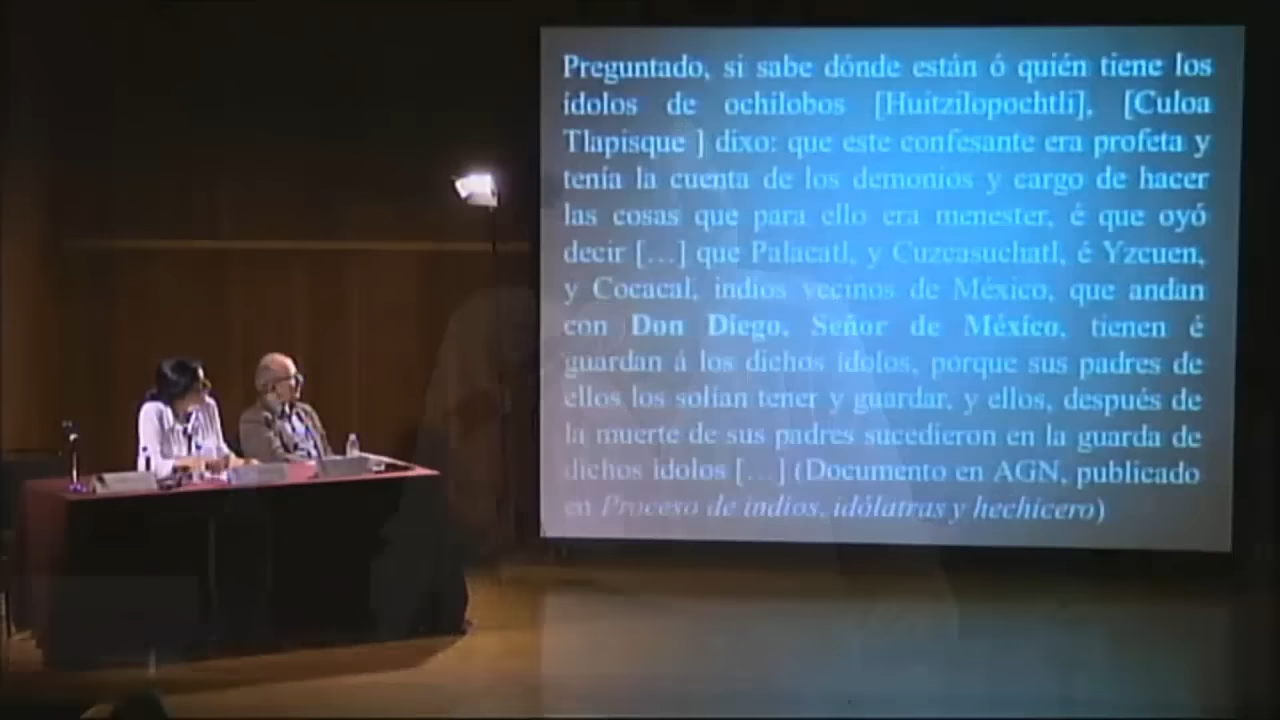 Preguntado, si sabe dónde están ó quién tiene los
ídolos de ochilobos [Huitzilopochtli], [Culoa
Tlapisque ] dixo: que este confesante era profeta y
tenía la cuenta de los demonios y cargo de hacer
las cosas que para ello era menester, é que oyó
decir [...] que Palacatl, y Cuzcasuchatl, é Yzcuen,
y Cocacal, indios vecinos de México, que andan
con Don Diego, Señor de México, tienen é
guardan á los dichos ídolos, porque sus padres de
ellos los solían tener y guardar, y ellos, después de
la muerte de sus padres sucedieron en la guarda de
dichos ídolos [...] (Documento en AGN, publicado
en Proceso de indios, idólatras y hechicero)